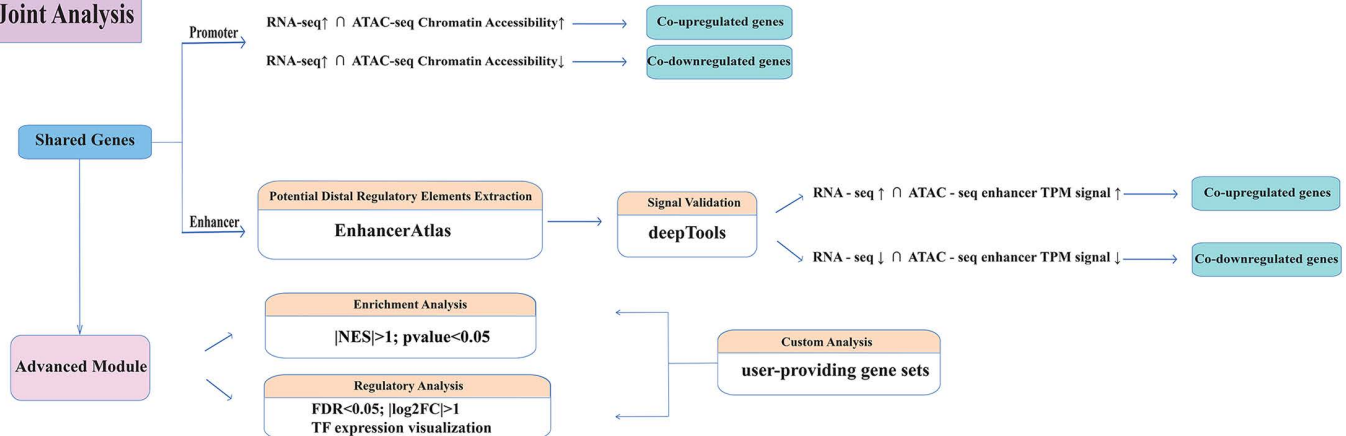 Joint Analysis
Promoter
RNA-seq↑ ∩ ATAC-seq Chromatin Accessibility↑
Co-upregulated genes
RNA-seq↑ ∩ ATAC-seq Chromatin Accessibility↓
Co-downregulated genes
Shared Genes
Enhancer
Potential Distal Regulatory Elements Extraction
EnhancerAtlas
Signal Validation
deepTools
RNA - seq ↑ ∩ ATAC - seq enhancer TPM signal ↑
Co-upregulated genes
RNA - seq ↓ ∩ ATAC - seq enhancer TPM signal ↓
Co-downregulated genes
Advanced Module
Enrichment Analysis
|NES|>1; pvalue<0.05
Regulatory Analysis
FDR<0.05; |log2FC|>1
TF expression visualization
Custom Analysis
user-providing gene sets